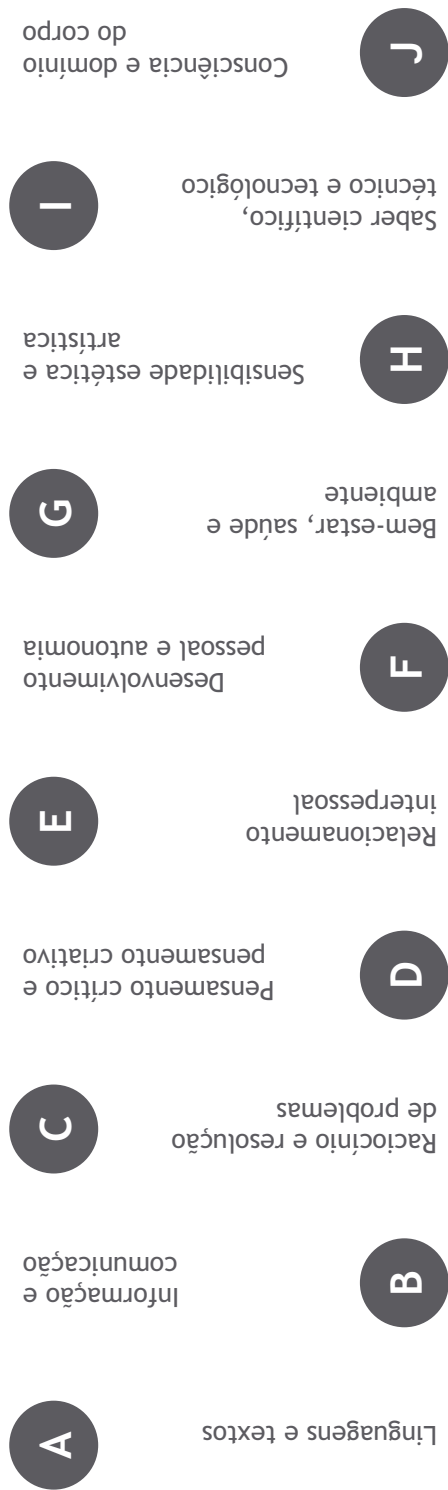 A
Linguagens e textos
B
Informação e
comunicação
C
Raciocínio e resolução
de problemas
D
Pensamento crítico e
pensamento criativo
E
Relacionamento
interpessoal
F
Desenvolvimento
pessoal e autonomia
G
Bem-estar, saúde e
ambiente
H
Sensibilidade estética e
artística
I
Saber científico,
técnico e tecnológico
J
Consciência e domínio
do corpo